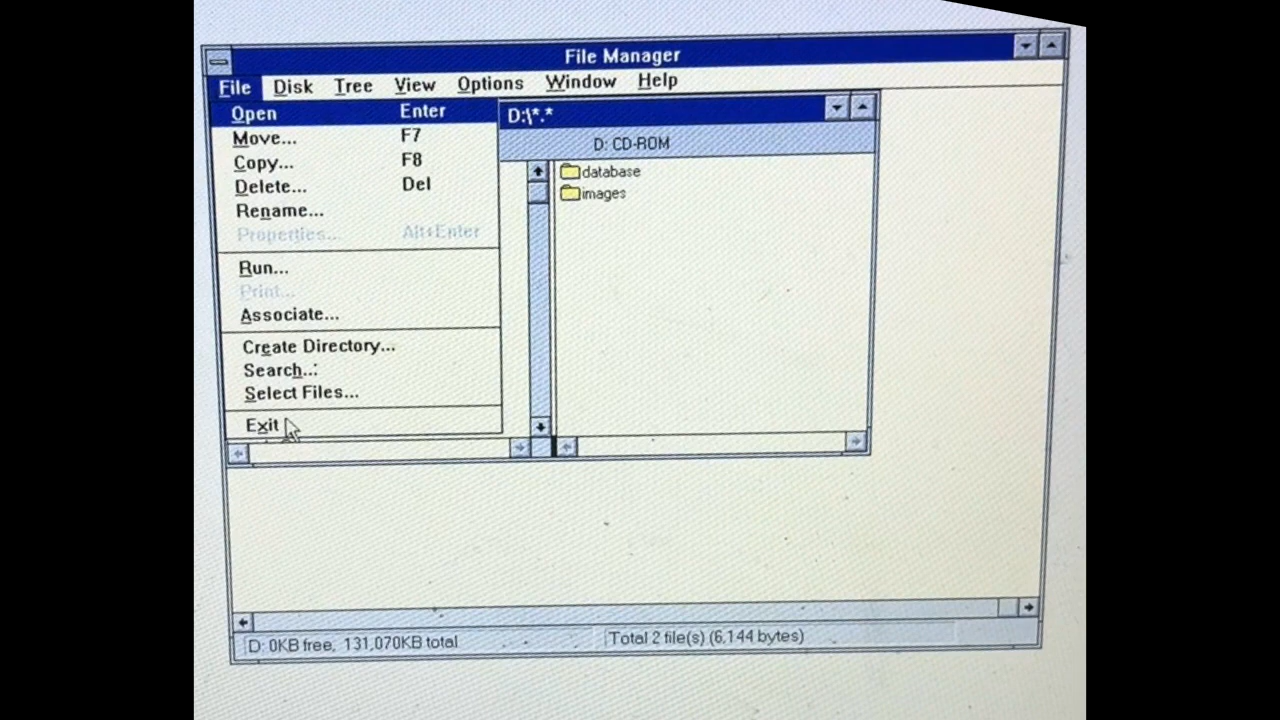 File Manager
File Disk Tree View Options Window Help
Open Enter
Move... F7
Copy... F8
Delete... Del
Rename...
Properties... Alt+Enter
Run...
Print...
Associate...
Create Directory...
Search...
Select Files...
Exit
D:\*.*
D: CD-ROM
database
images
D: 0KB free, 131,070KB total
Total 2 file(s) (6,144 bytes)